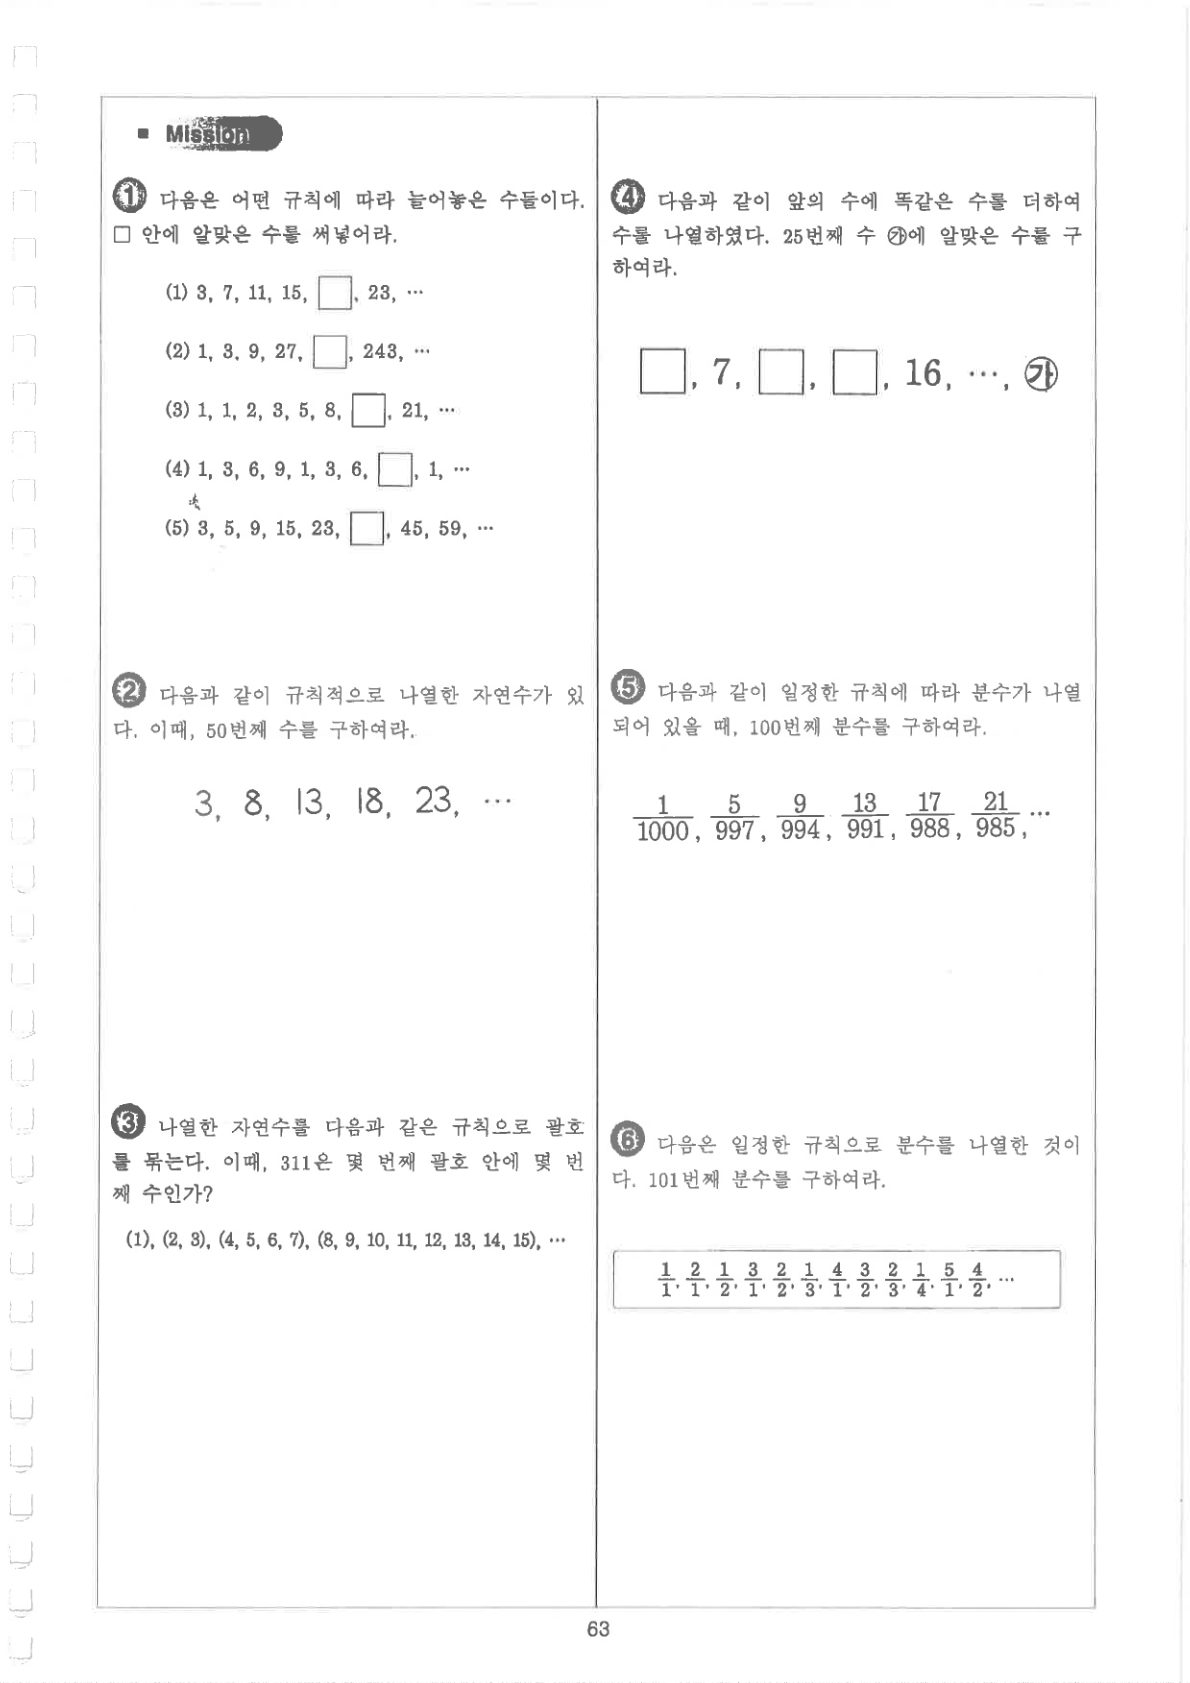 ▪ Mission
1 다음은 어떤 규칙에 따라 늘어놓은 수들이다.
□ 안에 알맞은 수를 써넣어라.
(1) 3, 7, 11, 15, □, 23, ⋯
(2) 1, 3, 9, 27, □, 243, ⋯
(3) 1, 1, 2, 3, 5, 8, □, 21, ⋯
(4) 1, 3, 6, 9, 1, 3, 6, □, 1, ⋯
(5) 3, 5, 9, 15, 23, □, 45, 59, ⋯
2 다음과 같이 규칙적으로 나열한 자연수가 있
다. 이때, 50번째 수를 구하여라.
3, 8, 13, 18, 23, ⋯
3 나열한 자연수를 다음과 같은 규칙으로 괄호
를 묶는다. 이때, 311은 몇 번째 괄호 안에 몇 번
째 수인가?
(1), (2, 3), (4, 5, 6, 7), (8, 9, 10, 11, 12, 13, 14, 15), ⋯
4 다음과 같이 앞의 수에 똑같은 수를 더하여
수를 나열하였다. 25번째 수 ㉮에 알맞은 수를 구
하여라.
□, 7, □, □, 16, ⋯, ㉮
5 다음과 같이 일정한 규칙에 따라 분수가 나열
되어 있을 때, 100번째 분수를 구하여라.
1/1000, 5/997, 9/994, 13/991, 17/988, 21/985, ⋯
6 다음은 일정한 규칙으로 분수를 나열한 것이
다. 101번째 분수를 구하여라.
1/1, 2/1, 1/2, 3/1, 2/2, 1/3, 4/1, 3/2, 2/3, 1/4, 5/1, 4/2, ⋯
63